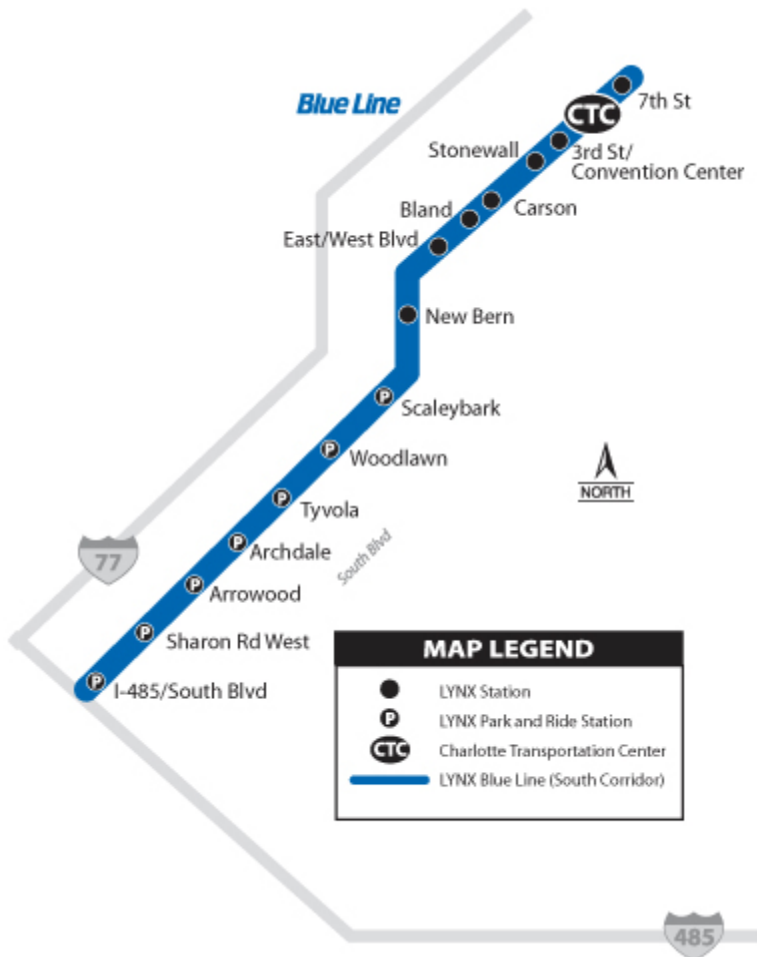 Blue Line
7th St
CTC
3rd St/
Convention Center
Stonewall
Carson
Bland
East/West Blvd
New Bern
P
Scaleybark
P
Woodlawn
NORTH
P
Tyvola
P
Archdale
South Blvd
77
P
Arrowood
P
Sharon Rd West
P
I-485/South Blvd
MAP LEGEND
LYNX Station
P
LYNX Park and Ride Station
CTC
Charlotte Transportation Center
LYNX Blue Line (South Corridor)
485